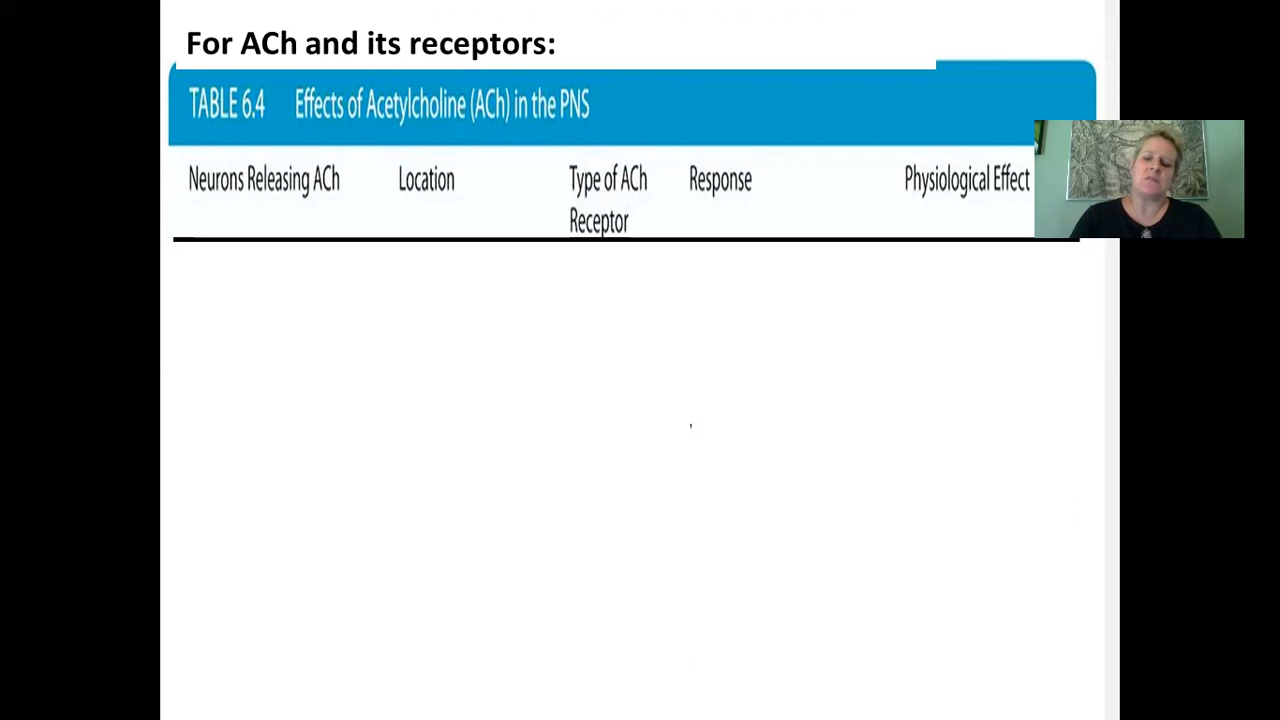 For ACh and its receptors:
TABLE 6.4 Effects of Acetylcholine (ACh) in the PNS
Neurons Releasing ACh Location Type of ACh Receptor Response Physiological Effect